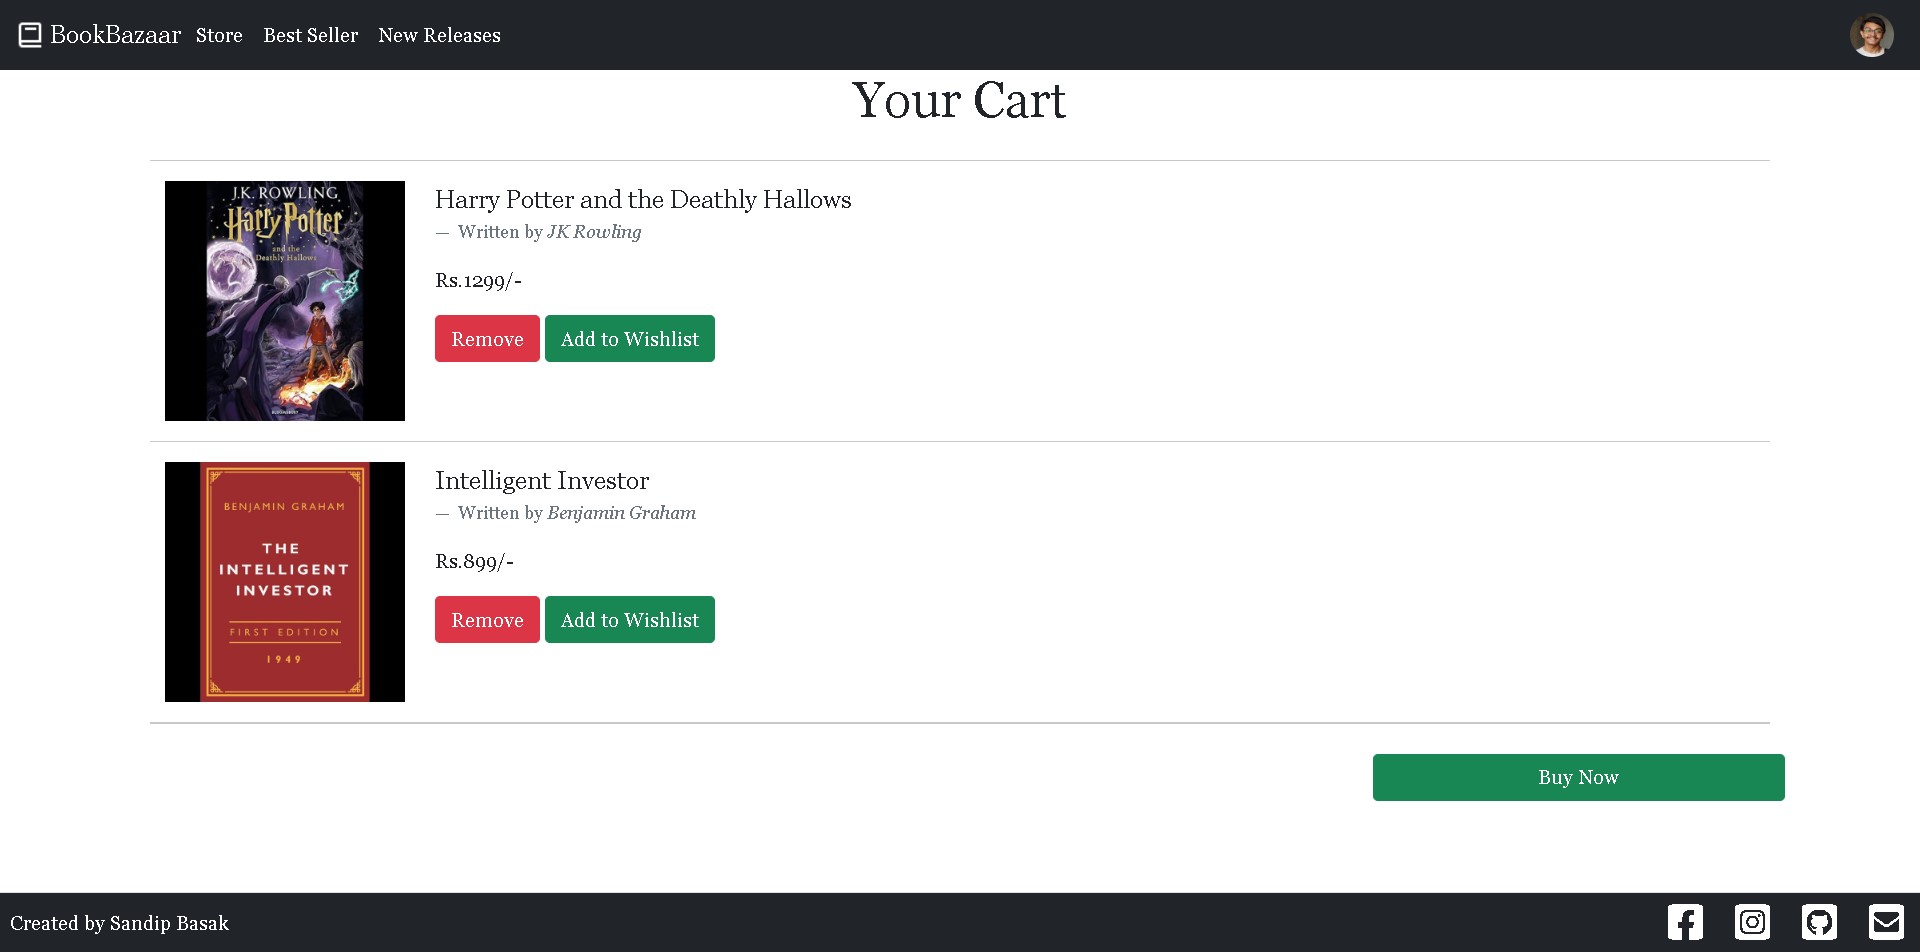 BookBazaar Store Best Seller New Releases
Your Cart
J.K. ROWLING
Harry Potter
and the
Deathly Hallows
BLOOMSBURY
Harry Potter and the Deathly Hallows
— Written by JK Rowling
Rs.1299/-
Remove Add to Wishlist
BENJAMIN GRAHAM
THE
INTELLIGENT
INVESTOR
FIRST EDITION
1949
Intelligent Investor
— Written by Benjamin Graham
Rs.899/-
Remove Add to Wishlist
Buy Now
Created by Sandip Basak